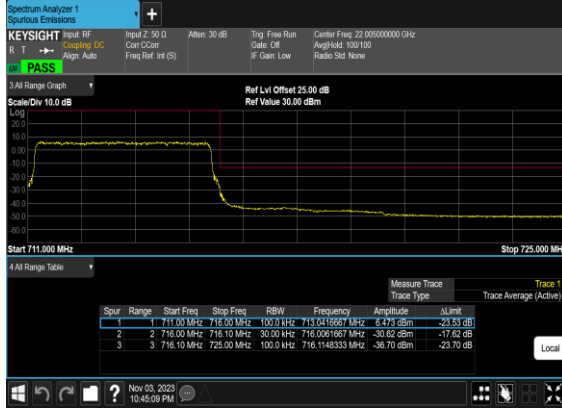 Spectrum Analyzer 1
Spurious Emissions
+
KEYSIGHT Input: RF Input Z: 50 Ω Atten: 30 dB Trig: Free Run Center Freq: 22.005000000 GHz
R T Coupling: DC Corr CCorr Gate: Off Avg|Hold: 100/100
Align: Auto Freq Ref: Int (S) IF Gain: Low Radio Std: None
PASS
3 All Range Graph
Ref Lvl Offset 25.00 dB
Scale/Div 10.0 dB Ref Value 30.00 dBm
Log
20.0
10.0
0.00
-10.0
-20.0
-30.0
-40.0
-50.0
-60.0
Start 711.000 MHz Stop 725.000 MH
4 All Range Table
Measure Trace Trace 1
Trace Type Trace Average (Active)
Spur Range Start Freq Stop Freq RBW Frequency Amplitude ΔLimit
1 1 711.00 MHz 716.00 MHz 100.0 kHz 713.0416667 MHz 6.473 dBm -23.53 dB
2 2 716.00 MHz 716.10 MHz 30.00 kHz 716.0061667 MHz -30.62 dBm -17.62 dB
3 3 716.10 MHz 725.00 MHz 100.0 kHz 716.1148333 MHz -36.70 dBm -23.70 dB
Local
? Nov 03, 2023
10:45:09 PM